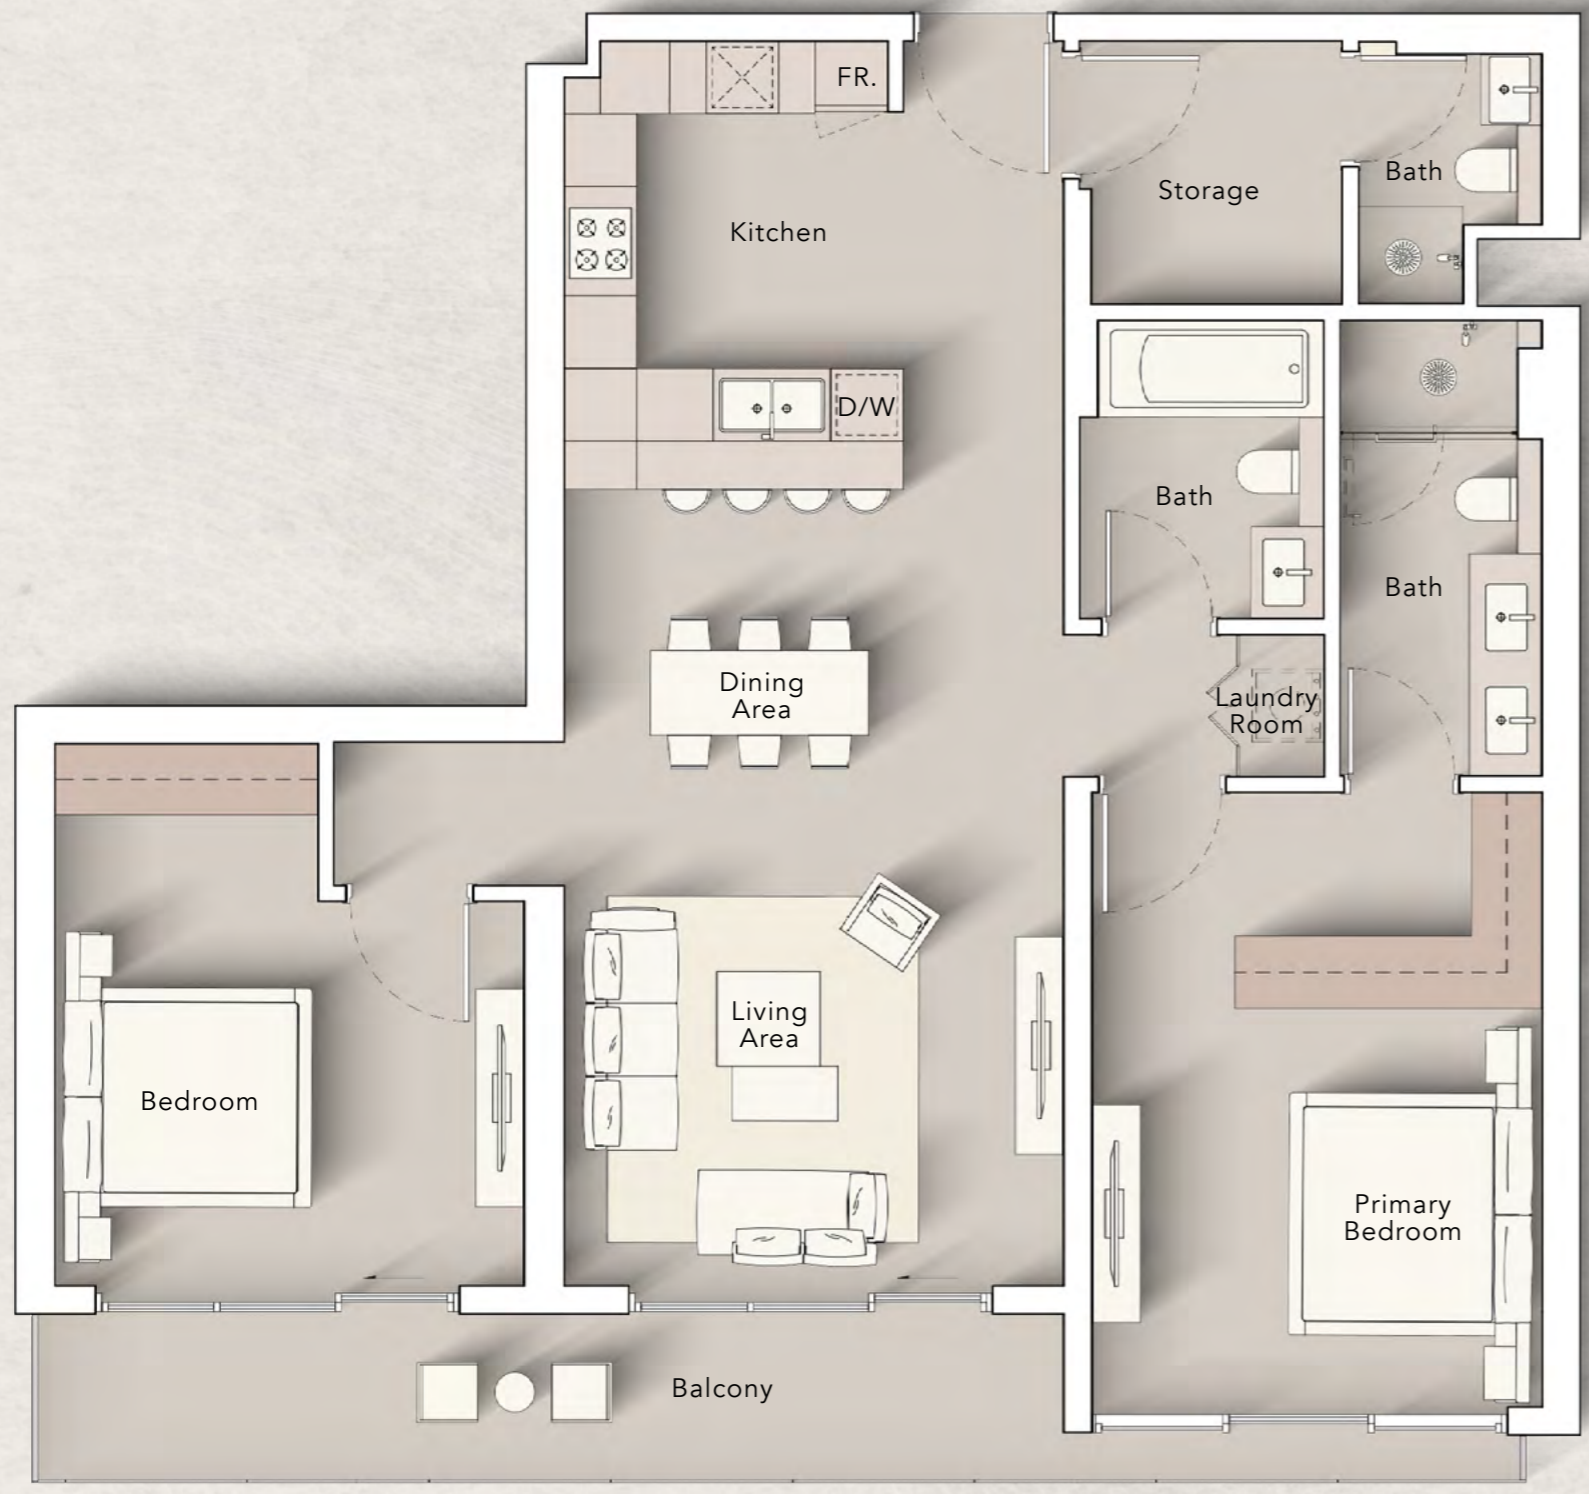 FR.
Kitchen
Storage
Bath
D/W
Bath
Bath
Dining
Area
Laundry
Room
Living
Area
Bedroom
Primary
Bedroom
Balcony